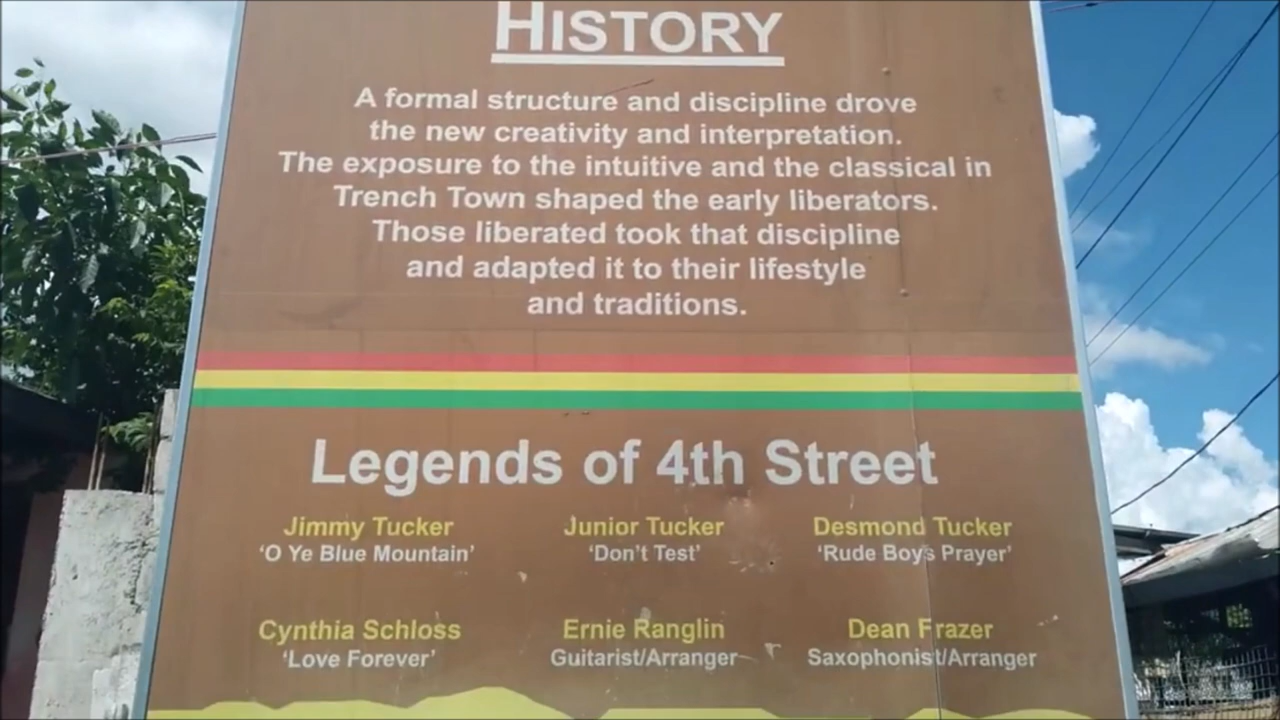 HISTORY
A formal structure and discipline drove
the new creativity and interpretation.
The exposure to the intuitive and the classical in
Trench Town shaped the early liberators.
Those liberated took that discipline
and adapted it to their lifestyle
and traditions.
Legends of 4th Street
Jimmy Tucker Junior Tucker Desmond Tucker
‘O Ye Blue Mountain’ ‘Don’t Test’ ‘Rude Boys Prayer’
Cynthia Schloss Ernie Ranglin Dean Frazer
‘Love Forever’ Guitarist/Arranger Saxophonist/Arranger